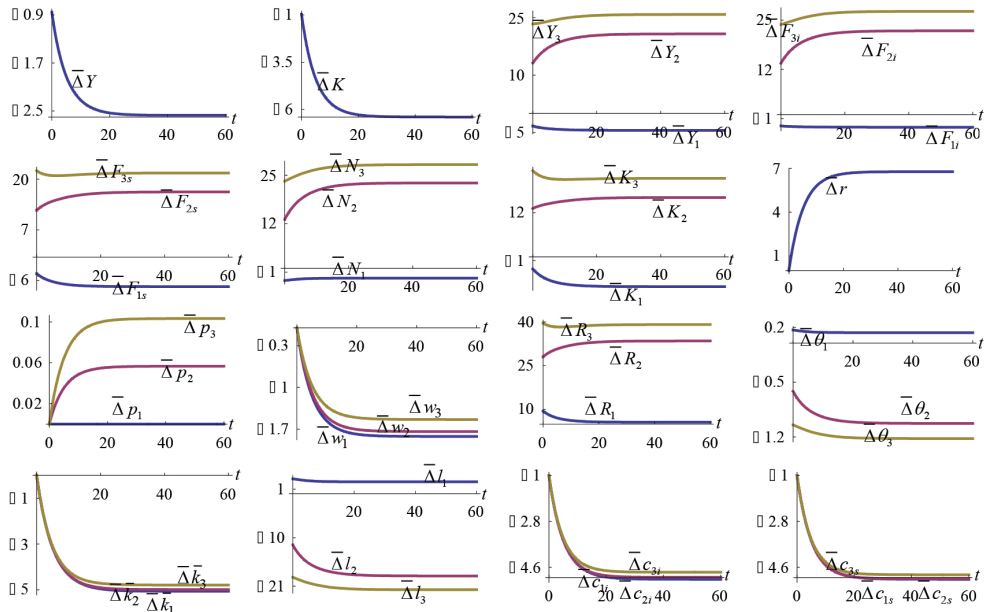 ▯ 0.9
▯ 1.7
▯ 2.5
Δ̅Y
20 40 60 t
▯ 1
▯ 3.5
▯ 6
Δ̅K
20 40 60 t
25
10
▯ 5
Δ̅Y₃
Δ̅Y₂
Δ̅Y₁
20 40 60 t
25
12
▯ 1
Δ̅F₃ᵢ
Δ̅F₂ᵢ
Δ̅F₁ᵢ
20 40 60 t
20
7
▯ 6
Δ̅F₃ₛ
Δ̅F₂ₛ
Δ̅F₁ₛ
20 40 60 t
25
12
▯ 1
Δ̅N₃
Δ̅N₂
Δ̅N₁
20 40 60 t
12
▯ 1
Δ̅K₃
Δ̅K₂
Δ̅K₁
20 40 60 t
7
4
1
Δ̅r
0 20 40 60 t
0.1
0.06
0.02
Δ̅p₃
Δ̅p₂
Δ̅p₁
0 20 40 60 t
▯ 0.3
▯ 1
▯ 1.7
Δ̅w₃
Δ̅w₂
Δ̅w₁
20 40 60 t
40
25
10
Δ̅R₃
Δ̅R₂
Δ̅R₁
0 20 40 60 t
0.2
▯ 0.5
▯ 1.2
Δ̅θ₁
Δ̅θ₂
Δ̅θ₃
20 40 60 t
▯ 1
▯ 3
▯ 5
Δ̅k̅₃
Δ̅k̅₂
Δ̅k̅₁
20 40 60 t
1
▯ 10
▯ 21
Δ̅l₁
Δ̅l₂
Δ̅l₃
20 40 60 t
▯ 1
▯ 2.8
▯ 4.6
Δ̅c₃ᵢ
Δ̅c₁ᵢ
Δ̅c₂ᵢ
0 20 40 60 t
▯ 1
▯ 2.8
▯ 4.6
Δ̅c₃ₛ
Δ̅c₁ₛ
Δ̅c₂ₛ
0 20 40 60 t